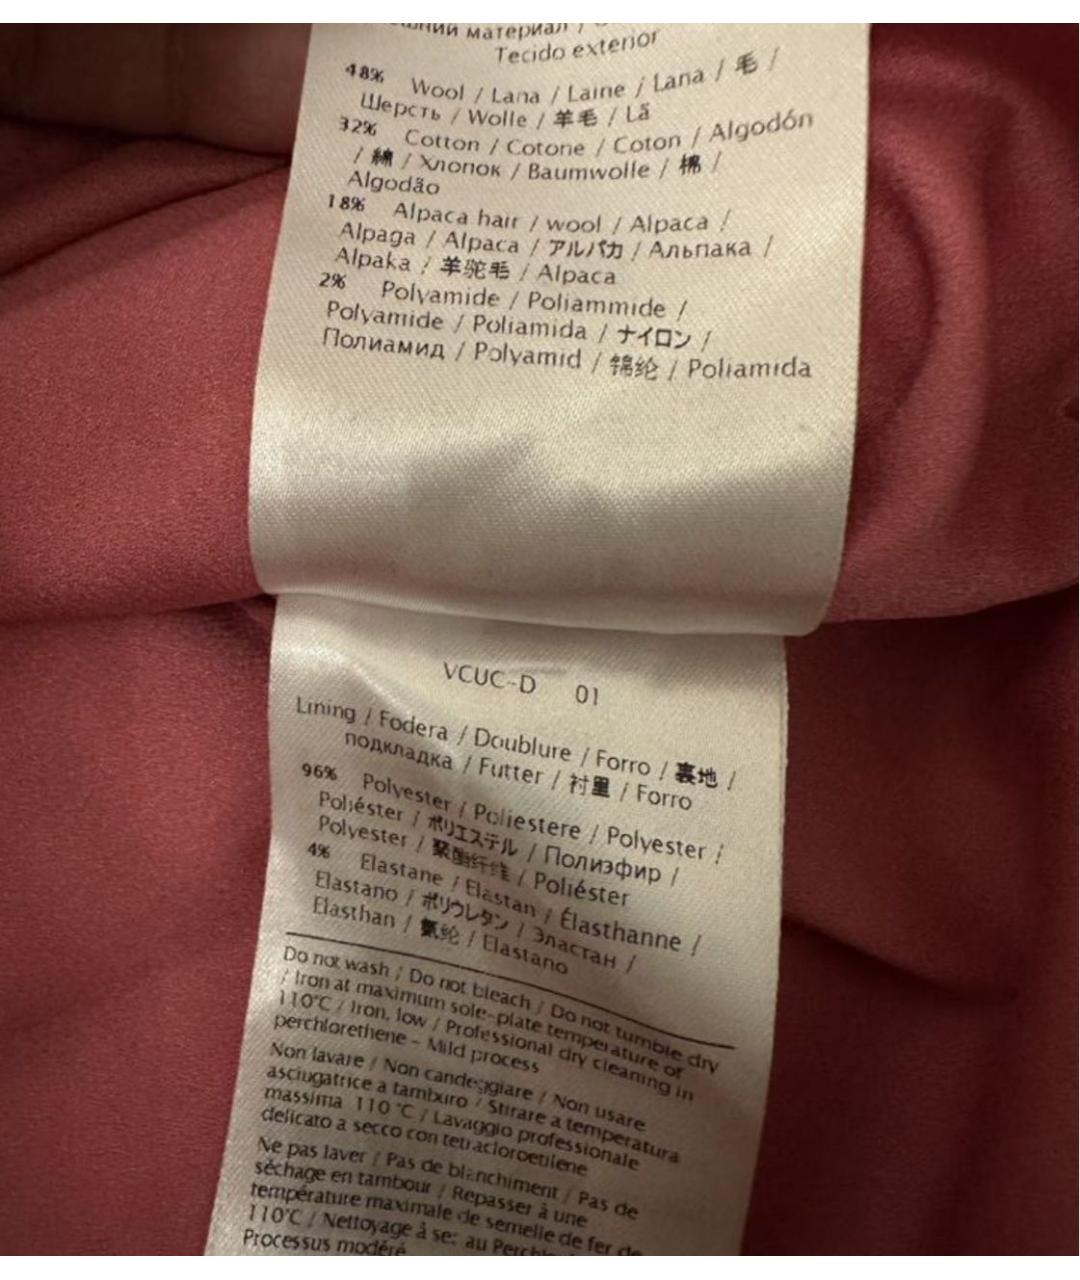 материал /
Tecido exterior
48% Wool / Lana / Laine / Lana / 毛 /
Шерсть / Wolle / 羊毛 / Lã
32% Cotton / Cotone / Coton / Algodón
/ 綿 / Хлопок / Baumwolle / 棉 /
Algodão
18% Alpaca hair / wool / Alpaca /
Alpaga / Alpaca / アルパカ / Альпака /
Alpaka / 羊驼毛 / Alpaca
2% Polyamide / Poliammide /
Polyamide / Poliamida / ナイロン /
Полиамид / Polyamid / 锦纶 / Poliamida
VCUC-D 01
Lining / Fodera / Doublure / Forro / 裏地 /
подкладка / Futter / 衬里 / Forro
96% Polyester / Poliestere / Polyester /
Poliéster / ポリエステル / Полиэфир /
Polyester / 聚酯纤维 / Poliéster
4% Elastane / Elastan / Élasthanne /
Elastano / ポリウレタン / Эластан /
Elasthan / 氨纶 / Elastano
Do not wash / Do not bleach / Do not tumble dry
/ Iron at maximum sole-plate temperature of
110°C / Iron, low / Professional dry cleaning in
perchlorethene - Mild process
Non lavare / Non candeggiare / Non usare
asciugatrice a tamburo / Stirare a temperatura
massima 110 °C / Lavaggio professionale
delicato a secco con tetracloroetilene
Ne pas laver / Pas de blanchiment / Pas de
séchage en tambour / Repasser à une
température maximale de semelle de fer de
110°C / Nettoyage à sec au
Processus modéré